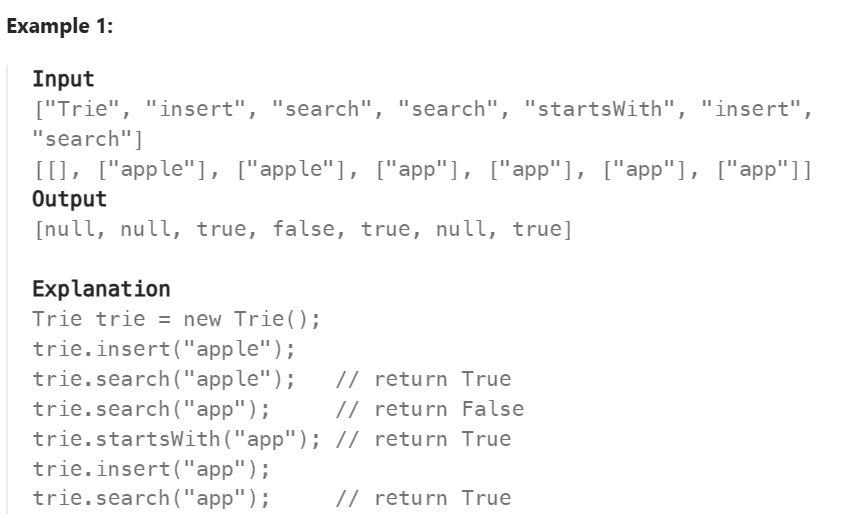 Example 1:
Input
["Trie", "insert", "search", "search", "startsWith", "insert",
"search"]
[[], ["apple"], ["apple"], ["app"], ["app"], ["app"], ["app"]]
Output
[null, null, true, false, true, null, true]
Explanation
Trie trie = new Trie();
trie.insert("apple");
trie.search("apple");   // return True
trie.search("app");     // return False
trie.startsWith("app"); // return True
trie.insert("app");
trie.search("app");     // return True